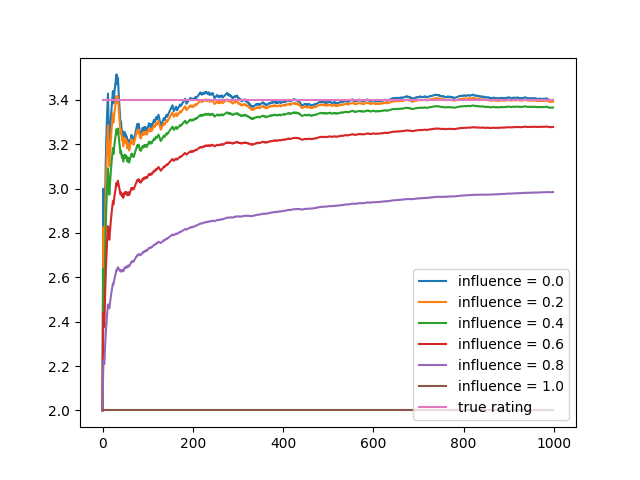 3.4
3.2
3.0
2.8
2.6
2.4
2.2
2.0
influence = 0.0
influence = 0.2
influence = 0.4
influence = 0.6
influence = 0.8
influence = 1.0
true rating
0 200 400 600 800 1000